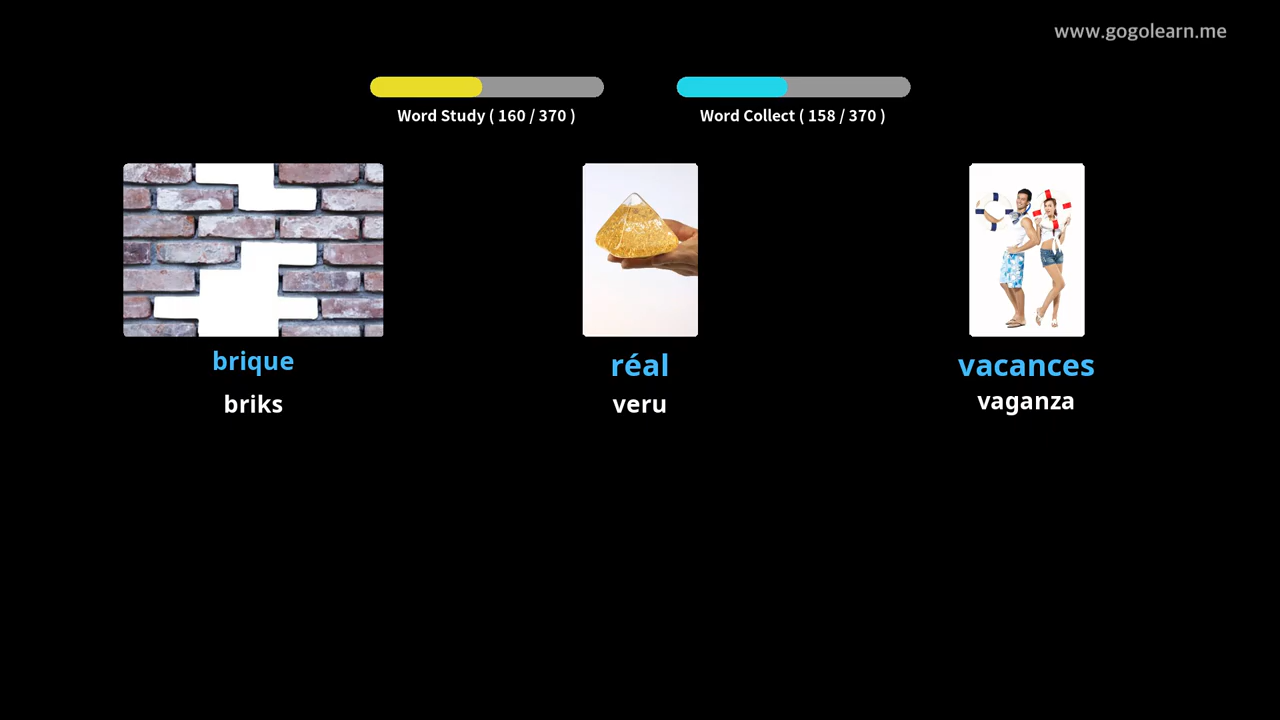 www.gogolearn.me
Word Study ( 160 / 370 )
Word Collect ( 158 / 370 )
brique
briks
réal
veru
vacances
vaganza